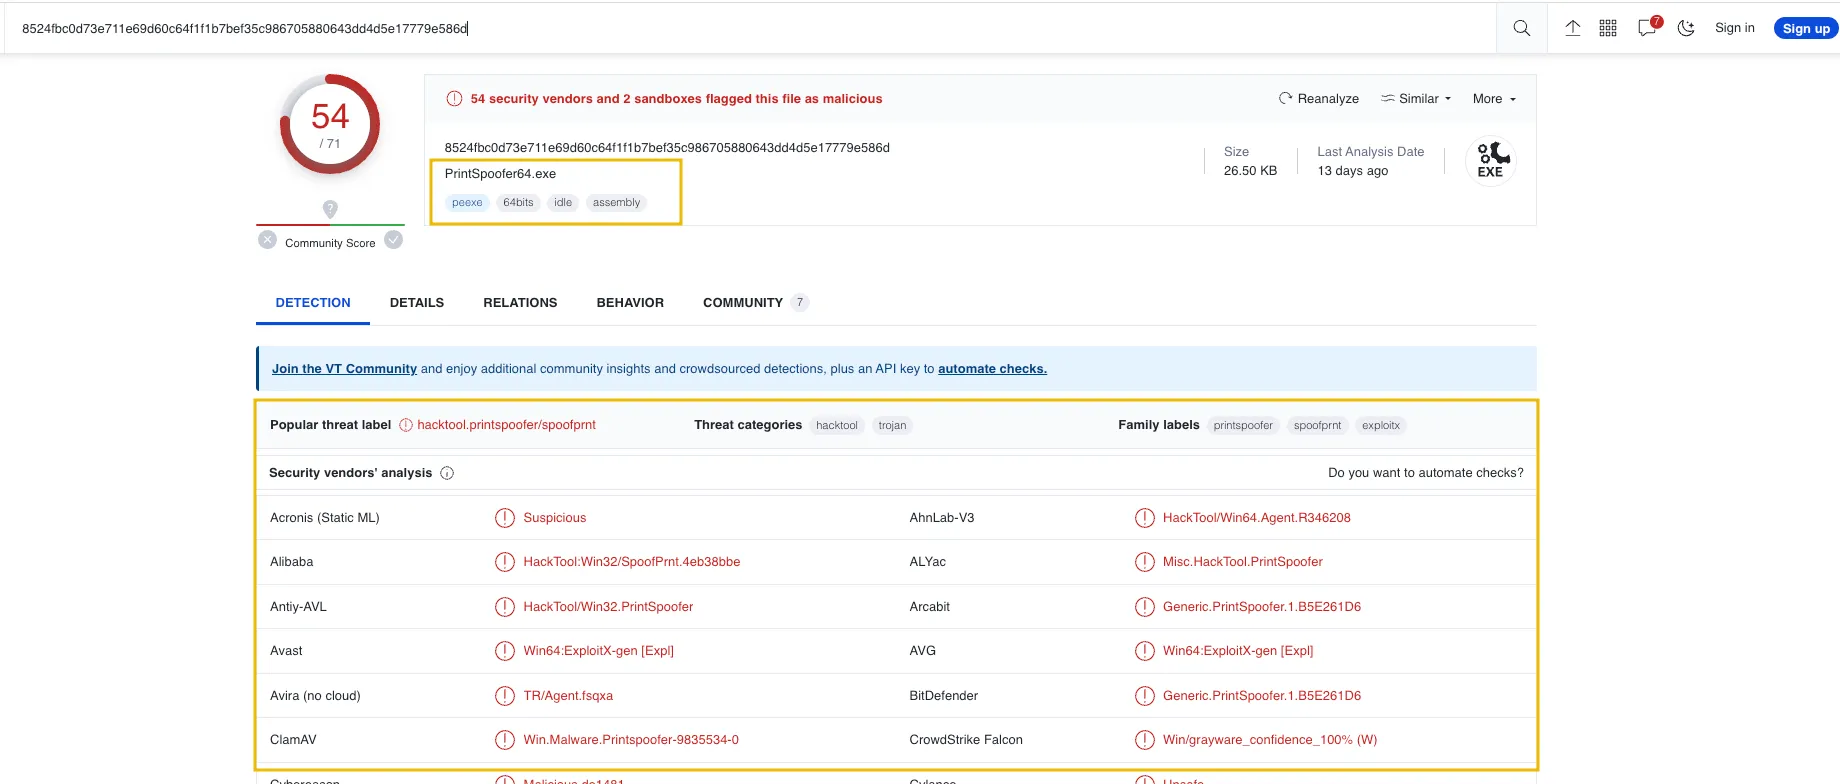 8524fbc0d73e711e69d60c64f1f1b7bef35c986705880643dd4d5e17779e586d
7
Sign in
Sign up
54
/ 71
54 security vendors and 2 sandboxes flagged this file as malicious
Reanalyze
Similar
More
8524fbc0d73e711e69d60c64f1f1b7bef35c986705880643dd4d5e17779e586d
PrintSpoofer64.exe
peexe 64bits idle assembly
Size
26.50 KB
Last Analysis Date
13 days ago
EXE
?
Community Score
DETECTION DETAILS RELATIONS BEHAVIOR COMMUNITY 7
Join the VT Community and enjoy additional community insights and crowdsourced detections, plus an API key to automate checks.
Popular threat label hacktool.printspoofer/spoofprnt Threat categories hacktool trojan Family labels printspoofer spoofprnt exploitx
Security vendors' analysis Do you want to automate checks?
Acronis (Static ML) Suspicious AhnLab-V3 HackTool/Win64.Agent.R346208
Alibaba HackTool:Win32/SpoofPrnt.4eb38bbe ALYac Misc.HackTool.PrintSpoofer
Antiy-AVL HackTool/Win32.PrintSpoofer Arcabit Generic.PrintSpoofer.1.B5E261D6
Avast Win64:ExploitX-gen [Expl] AVG Win64:ExploitX-gen [Expl]
Avira (no cloud) TR/Agent.fsqxa BitDefender Generic.PrintSpoofer.1.B5E261D6
ClamAV Win.Malware.Printspoofer-9835534-0 CrowdStrike Falcon Win/grayware_confidence_100% (W)